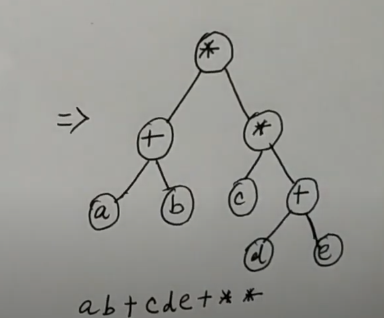 *
=> + *
a b c +
d e
ab+cde+**